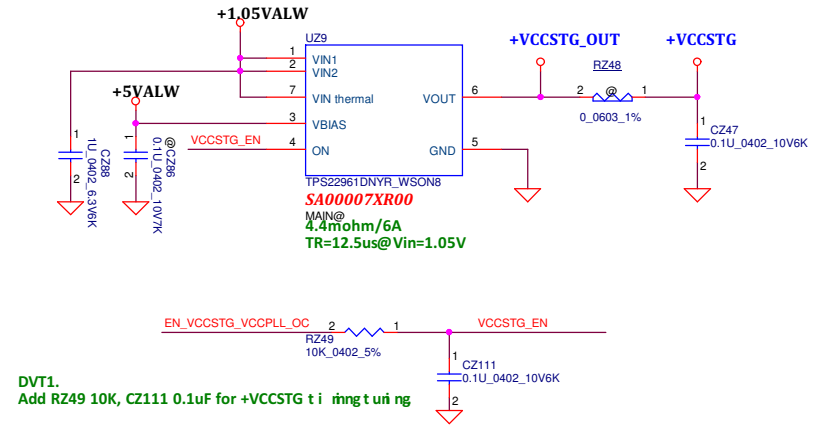 +1.05VALW
UZ9
+VCCSTG_OUT
+VCCSTG
1 VIN1
2 VIN2
RZ48
+5VALW
7 VIN thermal
VOUT 6
2 @ 1
0_0603_1%
3 VBIAS
VCCSTG_EN 4 ON
GND 5
1
CZ47
0.1U_0402_10V6K
2
1
CZ88
1U_0402_6.3V6K
2
1
@CZ86
0.1U_0402_10V7K
2
TPS22961DNYR_WSON8
SA00007XR00
MAIN@
4.4mohm/6A
TR=12.5us@Vin=1.05V
EN_VCCSTG_VCCPLL_OC 2 1 VCCSTG_EN
RZ49
10K_0402_5%
1
CZ111
0.1U_0402_10V6K
2
DVT1.
Add RZ49 10K, CZ111 0.1uF for +VCCSTG timing tuning